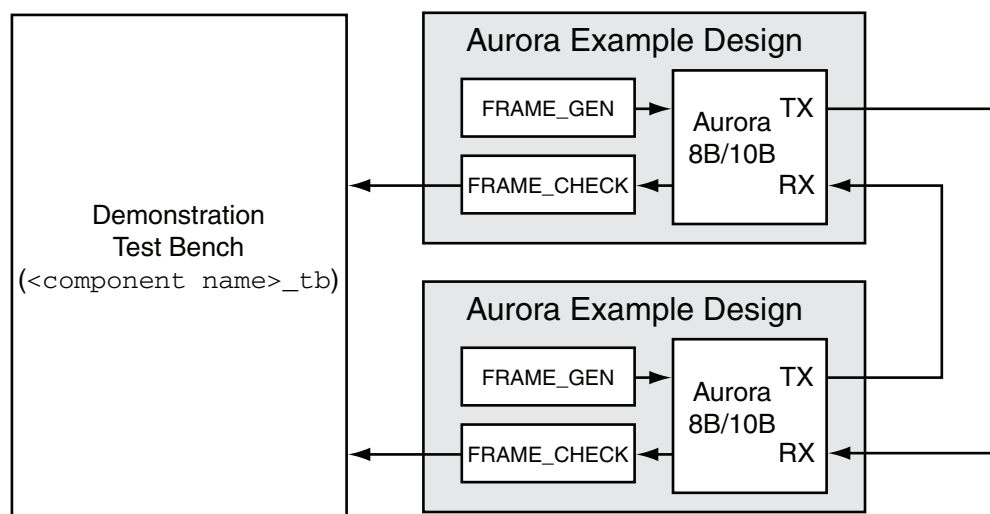 Demonstration
Test Bench
(<component name>_tb)
Aurora Example Design
FRAME_GEN
FRAME_CHECK
Aurora
8B/10B
TX
RX
Aurora Example Design
FRAME_GEN
FRAME_CHECK
Aurora
8B/10B
TX
RX